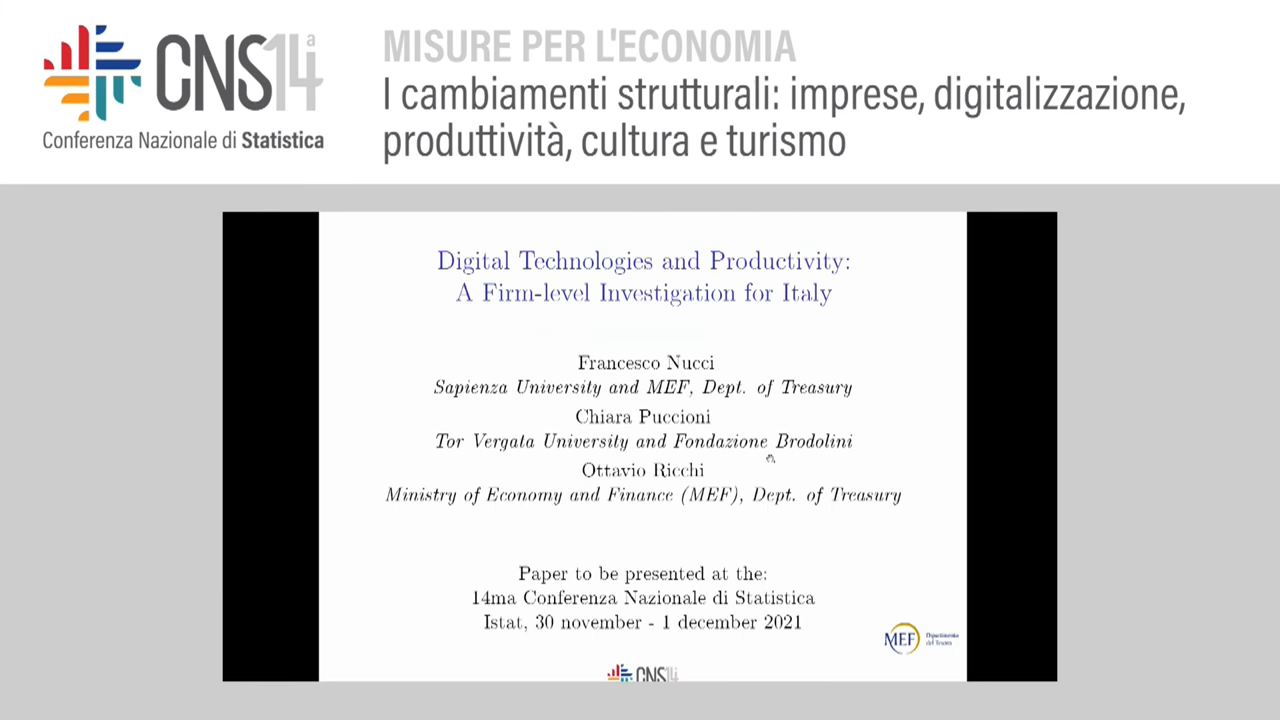 CNS14a
Conferenza Nazionale di Statistica
MISURE PER L'ECONOMIA
I cambiamenti strutturali: imprese, digitalizzazione,
produttività, cultura e turismo
Digital Technologies and Productivity:
A Firm-level Investigation for Italy
Francesco Nucci
Sapienza University and MEF, Dept. of Treasury
Chiara Puccioni
Tor Vergata University and Fondazione Brodolini
Ottavio Ricchi
Ministry of Economy and Finance (MEF), Dept. of Treasury
Paper to be presented at the:
14ma Conferenza Nazionale di Statistica
Istat, 30 november - 1 december 2021
MEF
Dipartimento
del Tesoro
CNS14